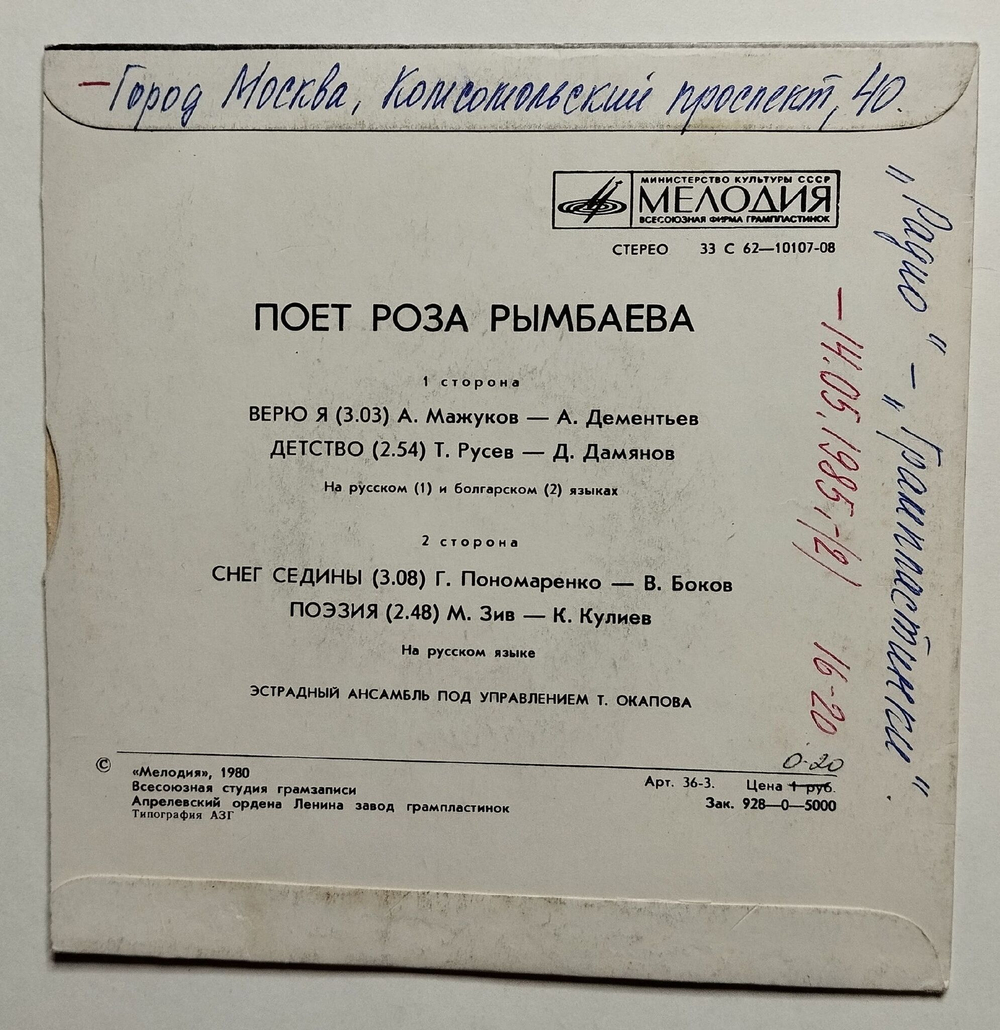 — Город Москва, Комсомольский проспект, 40.
МИНИСТЕРСТВО КУЛЬТУРЫ СССР
МЕЛОДИЯ
ВСЕСОЮЗНАЯ ФИРМА ГРАМПЛАСТИНОК
СТЕРЕО 33 С 62—10107-08
ПОЕТ РОЗА РЫМБАЕВА
1 сторона
ВЕРЮ Я (3.03) А. Мажуков — А. Дементьев
ДЕТСТВО (2.54) Т. Русев — Д. Дамянов
На русском (1) и болгарском (2) языках
2 сторона
СНЕГ СЕДИНЫ (3.08) Г. Пономаренко — В. Боков
ПОЭЗИЯ (2.48) М. Зив — К. Кулиев
На русском языке
ЭСТРАДНЫЙ АНСАМБЛЬ ПОД УПРАВЛЕНИЕМ Т. ОКАПОВА
© «Мелодия», 1980
Всесоюзная студия грамзаписи
Апрелевский ордена Ленина завод грампластинок
Типография АЗГ
0-20
Арт. 36-3. Цена 1 руб.
Зак. 928—0—5000
„Радио“ — „Грампластинки“
— 14.05.1985, -/2/ 16-20